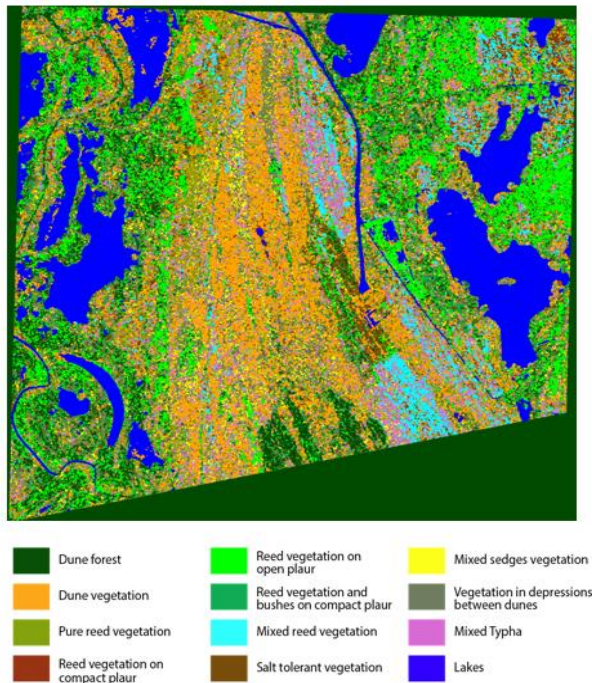 Dune forest
Dune vegetation
Pure reed vegetation
Reed vegetation on
compact plaur
Reed vegetation on
open plaur
Reed vegetation and
bushes on compact plaur
Mixed reed vegetation
Salt tolerant vegetation
Mixed sedges vegetation
Vegetation in depressions
between dunes
Mixed Typha
Lakes